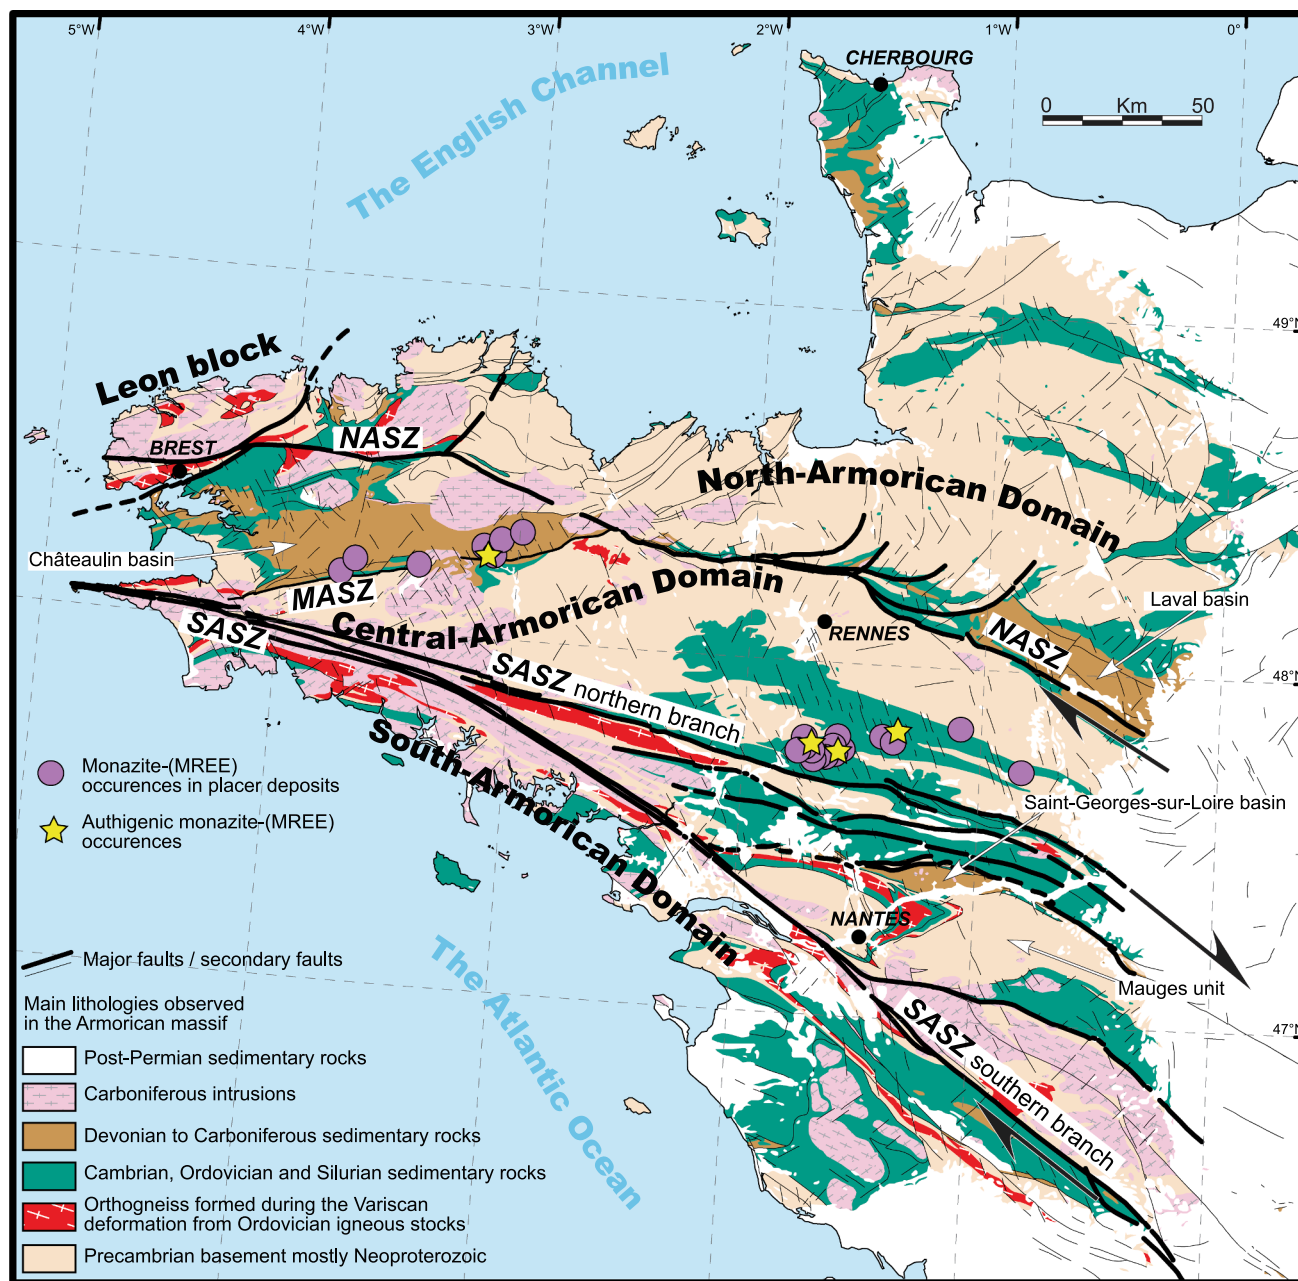 5°W
4°W
3°W
2°W
1°W
0°
CHERBOURG
0 Km 50
The English Channel
49°N
Leon block
BREST
NASZ
North-Armorican Domain
Châteaulin basin
MASZ
Central-Armorican Domain
Laval basin
RENNES
NASZ
SASZ
SASZ northern branch
48°N
South-Armorican Domain
Monazite-(MREE)
occurences in placer deposits
Authigenic monazite-(MREE)
occurences
Saint-Georges-sur-Loire basin
NANTES
Mauges unit
The Atlantic Ocean
47°N
SASZ southern branch
Major faults / secondary faults
Main lithologies observed
in the Armorican massif
Post-Permian sedimentary rocks
Carboniferous intrusions
Devonian to Carboniferous sedimentary rocks
Cambrian, Ordovician and Silurian sedimentary rocks
Orthogneiss formed during the Variscan
deformation from Ordovician igneous stocks
Precambrian basement mostly Neoproterozoic